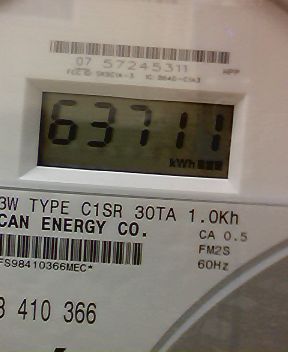 07 57245311
63711
kWh
3W TYPE C1SR 30TA 1.0Kh
CAN ENERGY CO.
CA 0.5
FM2S
60Hz
FS98410366MEC*
410 366